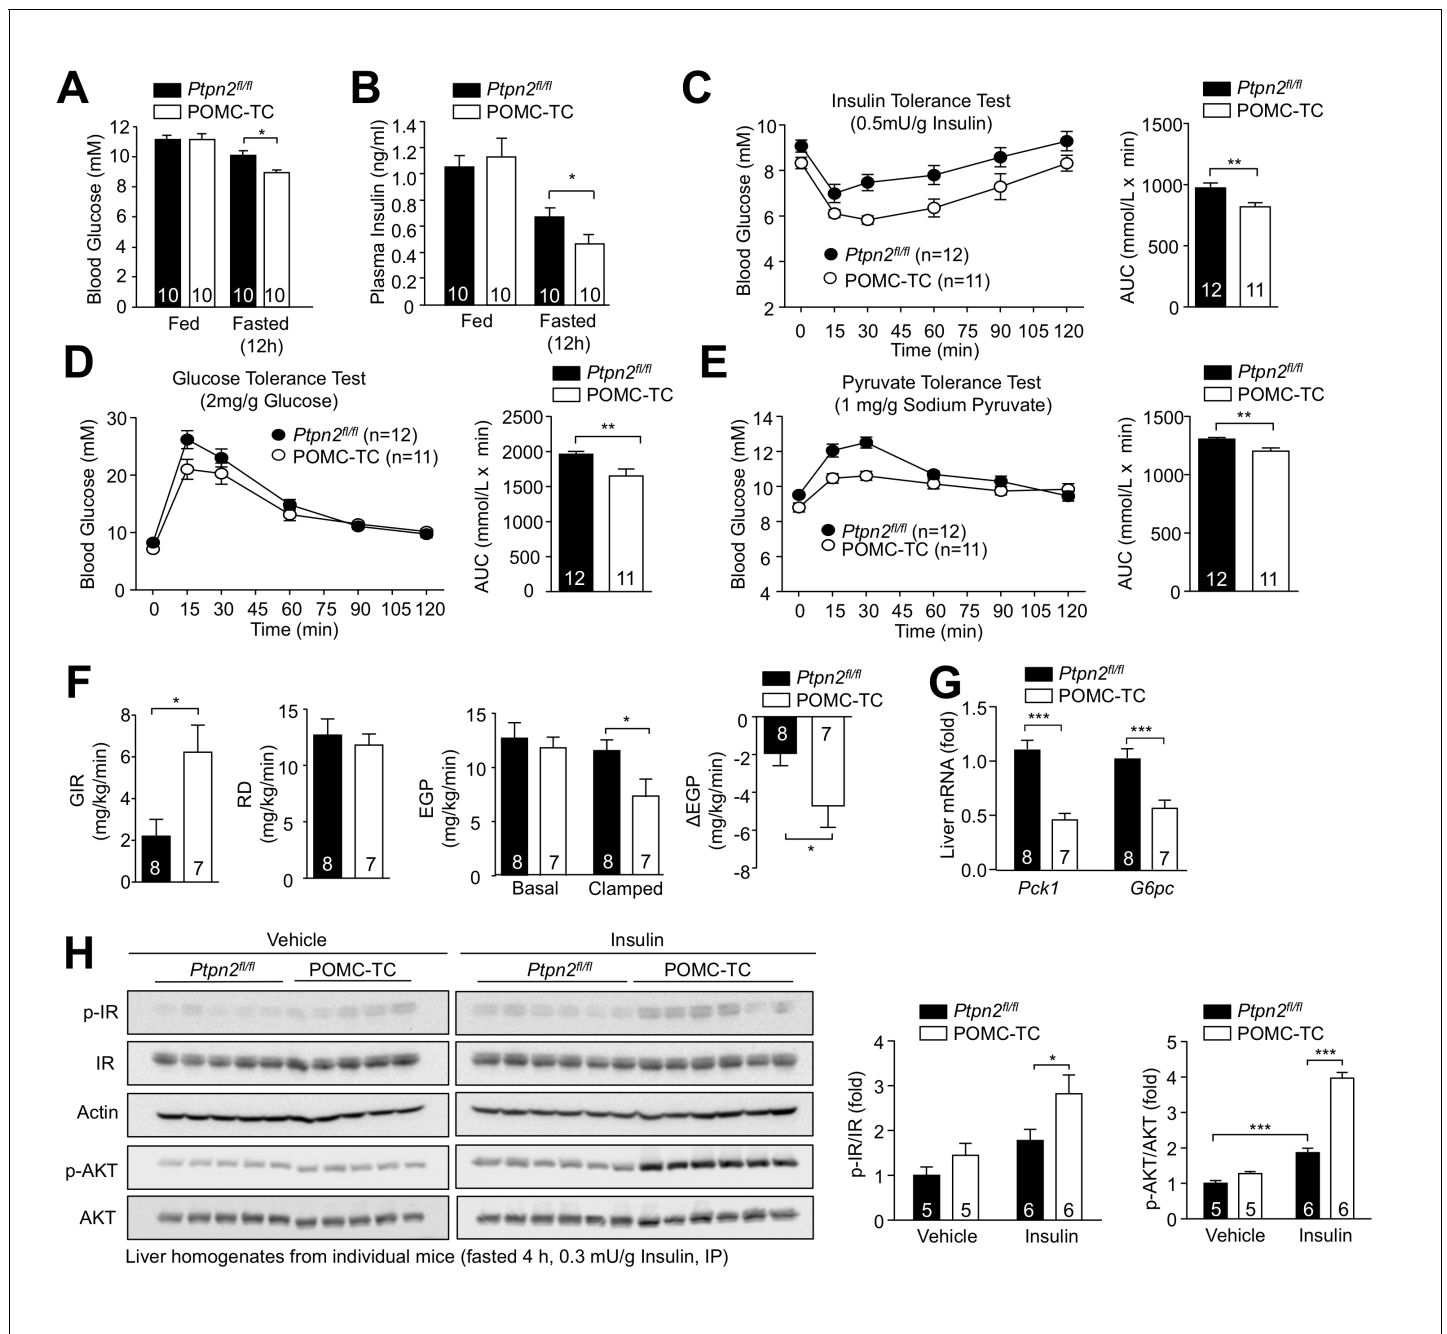 A
Ptpn2fl/fl
POMC-TC
Blood Glucose (mM)
12
10
8
6
4
2
0
*
10
10
10
10
Fed
Fasted
(12h)
B
Ptpn2fl/fl
POMC-TC
Plasma Insulin (ng/ml)
1.4
1.2
1.0
0.8
0.6
0.4
0.2
0
*
10
10
10
10
Fed
Fasted
(12h)
C
Insulin Tolerance Test
(0.5mU/g Insulin)
Blood Glucose (mM)
10
8
6
4
2
Ptpn2fl/fl (n=12)
POMC-TC (n=11)
0 15 30 45 60 75 90 105 120
Time (min)
Ptpn2fl/fl
POMC-TC
AUC (mmol/L x min)
1500
1000
500
0
**
12
11
D
Glucose Tolerance Test
(2mg/g Glucose)
Blood Glucose (mM)
30
20
10
0
Ptpn2fl/fl (n=12)
POMC-TC (n=11)
0 15 30 45 60 75 90 105 120
Time (min)
Ptpn2fl/fl
POMC-TC
AUC (mmol/L x min)
2500
2000
1500
1000
500
0
**
12
11
E
Pyruvate Tolerance Test
(1 mg/g Sodium Pyruvate)
Blood Glucose (mM)
14
12
10
8
6
4
Ptpn2fl/fl (n=12)
POMC-TC (n=11)
0 15 30 45 60 75 90 105 120
Time (min)
Ptpn2fl/fl
POMC-TC
AUC (mmol/L x min)
1500
1000
500
0
**
12
11
F
GIR
(mg/kg/min)
8
6
4
2
0
*
8
7
RD
(mg/kg/min)
15
10
5
0
8
7
EGP
(mg/kg/min)
15
10
5
0
*
8
7
8
7
Basal
Clamped
Ptpn2fl/fl
POMC-TC
ΔEGP
(mg/kg/min)
0
-2
-4
-6
-8
8
7
*
G
Ptpn2fl/fl
POMC-TC
Liver mRNA (fold)
1.5
1.0
0.5
0.0
***
***
8
7
8
7
Pck1
G6pc
H
Vehicle
Insulin
Ptpn2fl/fl
POMC-TC
Ptpn2fl/fl
POMC-TC
p-IR
IR
Actin
p-AKT
AKT
Liver homogenates from individual mice (fasted 4 h, 0.3 mU/g Insulin, IP)
Ptpn2fl/fl
POMC-TC
p-IR/IR (fold)
4
3
2
1
0
*
5
5
6
6
Vehicle
Insulin
Ptpn2fl/fl
POMC-TC
p-AKT/AKT (fold)
5
4
3
2
1
0
***
***
5
5
6
6
Vehicle
Insulin